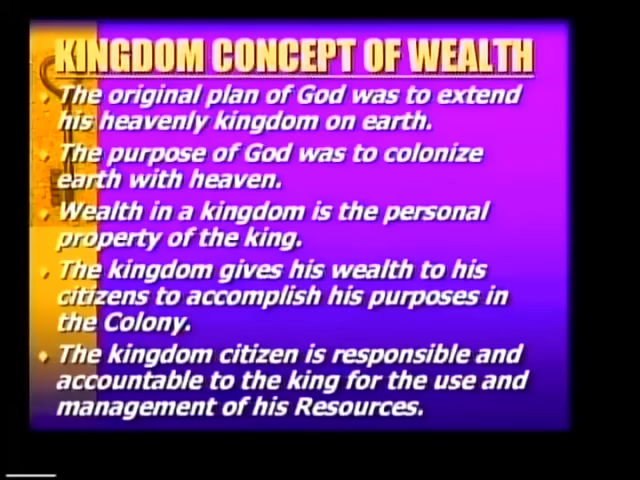 KINGDOM CONCEPT OF WEALTH
The original plan of God was to extend
his heavenly kingdom on earth.
The purpose of God was to colonize
earth with heaven.
Wealth in a kingdom is the personal
property of the king.
The kingdom gives his wealth to his
citizens to accomplish his purposes in
the Colony.
The kingdom citizen is responsible and
accountable to the king for the use and
management of his Resources.